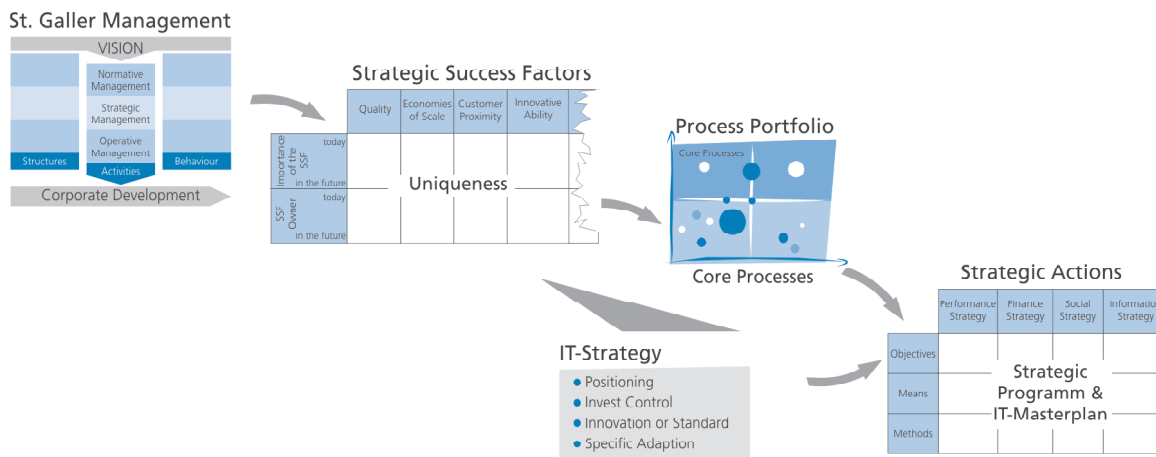 St. Galler Management
VISION
Normative
Management
Strategic
Management
Operative
Management
Structures
Activities
Behaviour
Corporate Development
Strategic Success Factors
Quality
Economies
of Scale
Customer
Proximity
Innovative
Ability
Importance
of the
SSF
today
in the future
SSF
Owner
today
in the future
Uniqueness
Process Portfolio
Core Processes
Core Processes
IT-Strategy
Positioning
Invest Control
Innovation or Standard
Specific Adaption
Strategic Actions
Performance
Strategy
Finance
Strategy
Social
Strategy
Information
Strategy
Objectives
Means
Methods
Strategic
Programm &
IT-Masterplan